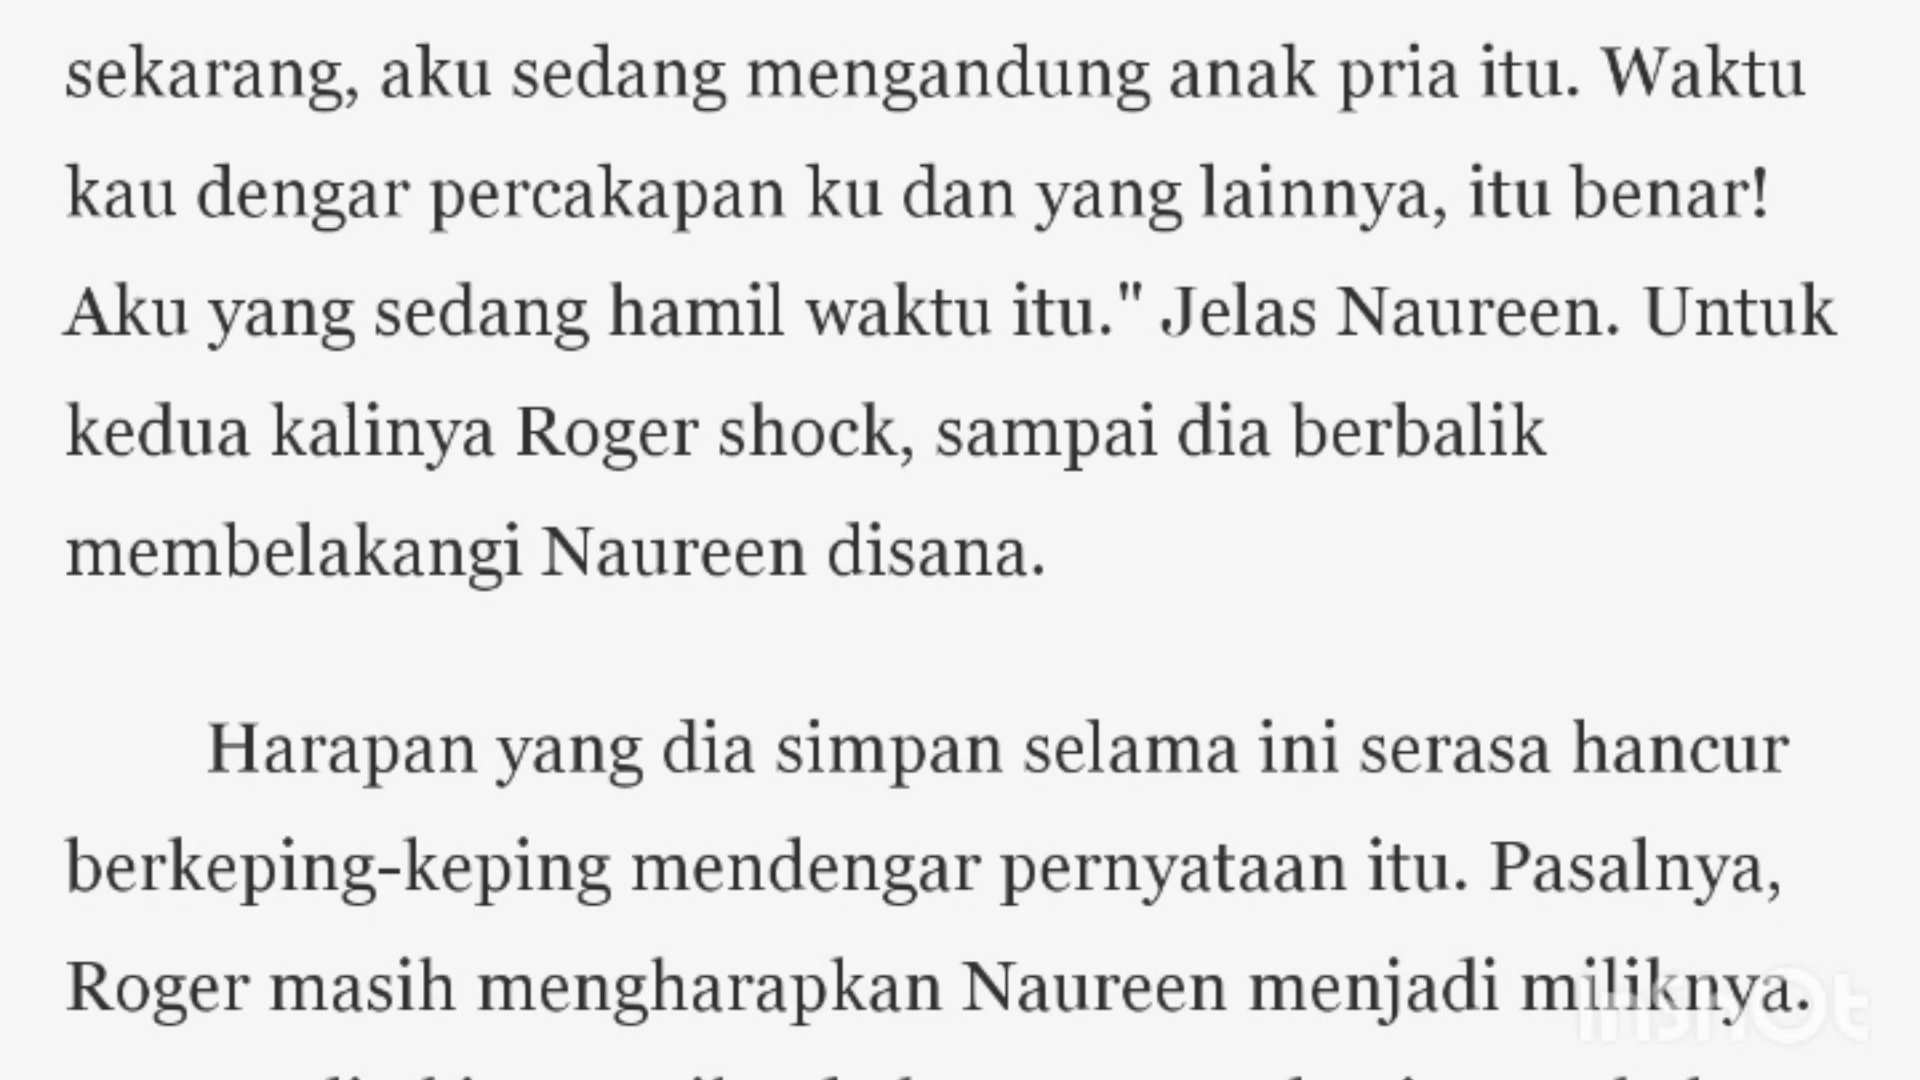 sekarang, aku sedang mengandung anak pria itu. Waktu
kau dengar percakapan ku dan yang lainnya, itu benar!
Aku yang sedang hamil waktu itu." Jelas Naureen. Untuk
kedua kalinya Roger shock, sampai dia berbalik
membelakangi Naureen disana.
Harapan yang dia simpan selama ini serasa hancur
berkeping-keping mendengar pernyataan itu. Pasalnya,
Roger masih mengharapkan Naureen menjadi miliknya.
InShOt